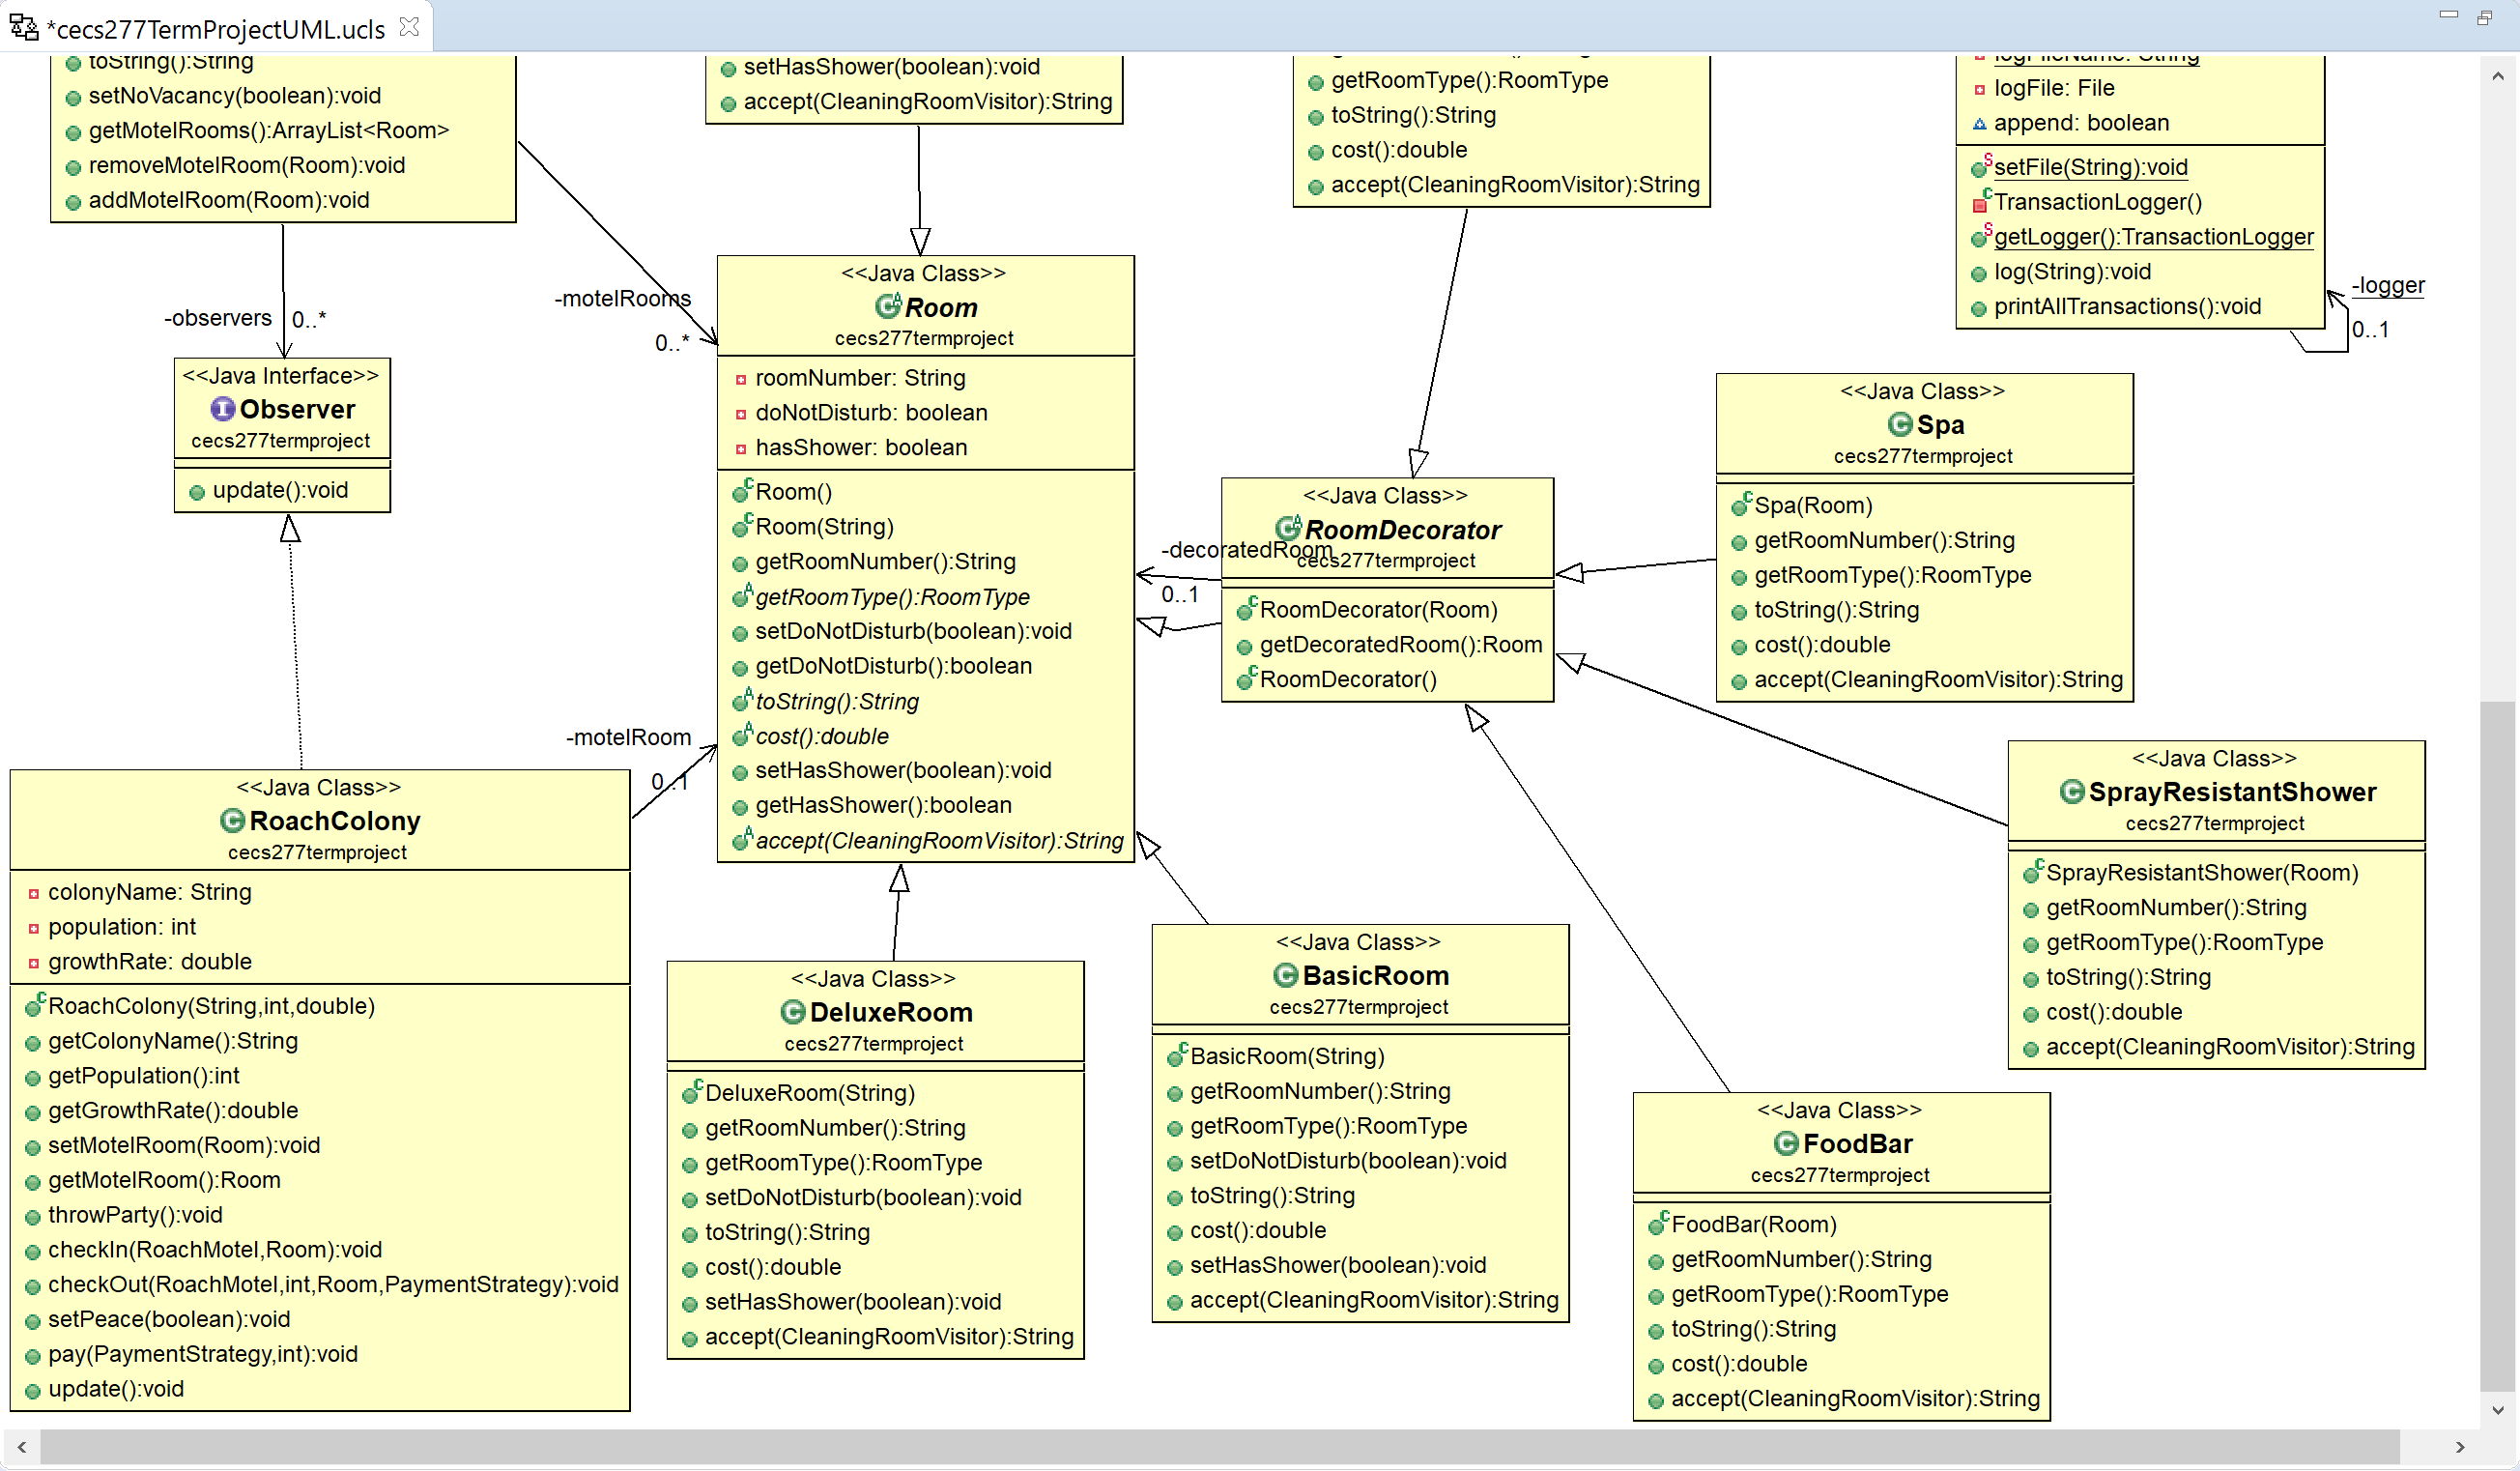 *cecs277TermProjectUML.ucls
toString():String
setNoVacancy(boolean):void
getMotelRooms():ArrayList<Room>
removeMotelRoom(Room):void
addMotelRoom(Room):void
setHasShower(boolean):void
accept(CleaningRoomVisitor):String
getRoomType():RoomType
toString():String
cost():double
accept(CleaningRoomVisitor):String
logFileName: String
logFile: File
append: boolean
setFile(String):void
TransactionLogger()
getLogger():TransactionLogger
log(String):void
printAllTransactions():void
-logger
0..1
-observers
0..*
-motelRooms
0..*
<<Java Interface>>
Observer
cecs277termproject
update():void
<<Java Class>>
Room
cecs277termproject
roomNumber: String
doNotDisturb: boolean
hasShower: boolean
Room()
Room(String)
getRoomNumber():String
getRoomType():RoomType
setDoNotDisturb(boolean):void
getDoNotDisturb():boolean
toString():String
cost():double
setHasShower(boolean):void
getHasShower():boolean
accept(CleaningRoomVisitor):String
<<Java Class>>
RoomDecorator
cecs277termproject
-decoratedRoom
0..1
RoomDecorator(Room)
getDecoratedRoom():Room
RoomDecorator()
<<Java Class>>
Spa
cecs277termproject
Spa(Room)
getRoomNumber():String
getRoomType():RoomType
toString():String
cost():double
accept(CleaningRoomVisitor):String
-motelRoom
0..1
<<Java Class>>
RoachColony
cecs277termproject
colonyName: String
population: int
growthRate: double
RoachColony(String,int,double)
getColonyName():String
getPopulation():int
getGrowthRate():double
setMotelRoom(Room):void
getMotelRoom():Room
throwParty():void
checkIn(RoachMotel,Room):void
checkOut(RoachMotel,int,Room,PaymentStrategy):void
setPeace(boolean):void
pay(PaymentStrategy,int):void
update():void
<<Java Class>>
DeluxeRoom
cecs277termproject
DeluxeRoom(String)
getRoomNumber():String
getRoomType():RoomType
setDoNotDisturb(boolean):void
toString():String
cost():double
setHasShower(boolean):void
accept(CleaningRoomVisitor):String
<<Java Class>>
BasicRoom
cecs277termproject
BasicRoom(String)
getRoomNumber():String
getRoomType():RoomType
setDoNotDisturb(boolean):void
toString():String
cost():double
setHasShower(boolean):void
accept(CleaningRoomVisitor):String
<<Java Class>>
FoodBar
cecs277termproject
FoodBar(Room)
getRoomNumber():String
getRoomType():RoomType
toString():String
cost():double
accept(CleaningRoomVisitor):String
<<Java Class>>
SprayResistantShower
cecs277termproject
SprayResistantShower(Room)
getRoomNumber():String
getRoomType():RoomType
toString():String
cost():double
accept(CleaningRoomVisitor):String